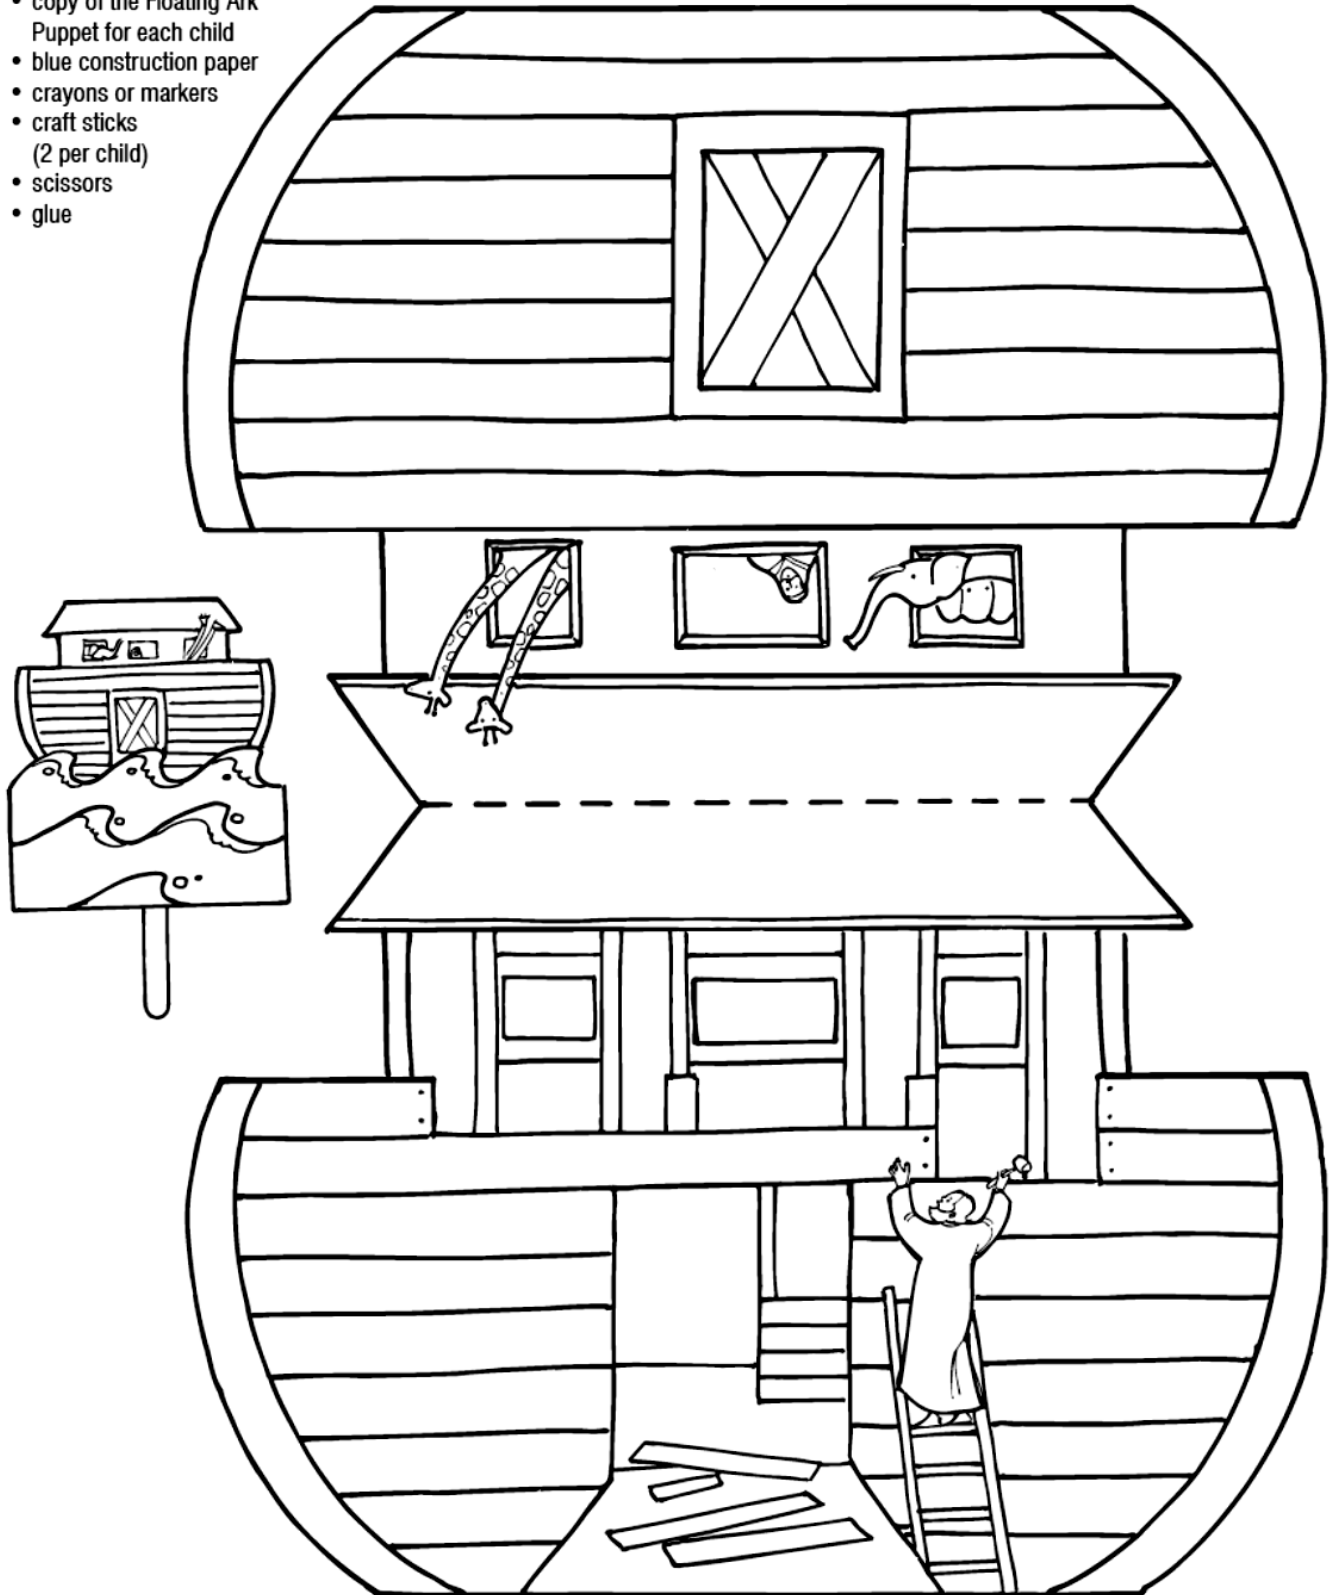 • copy of the Floating Ark
Puppet for each child
• blue construction paper
• crayons or markers
• craft sticks
(2 per child)
• scissors
• glue